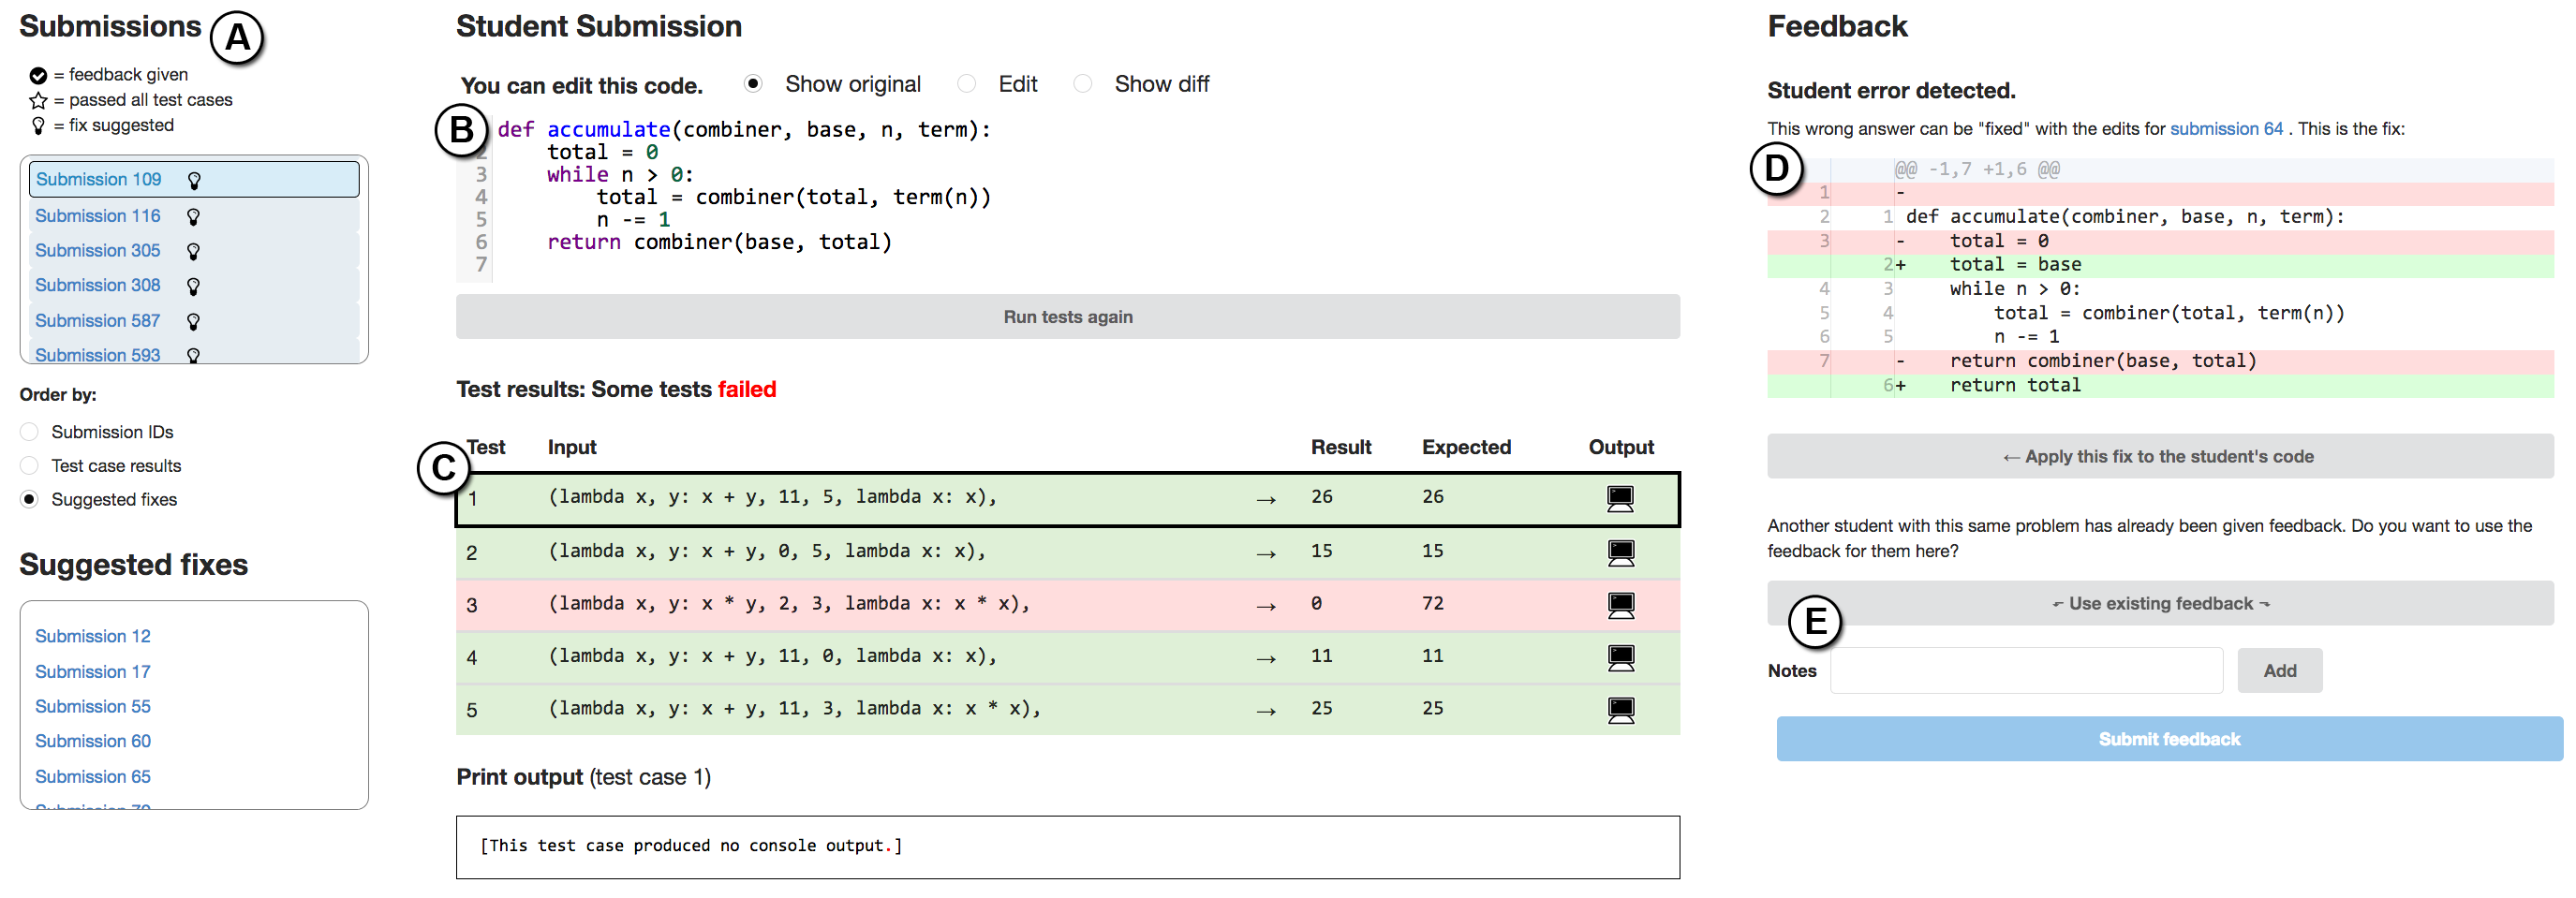 Submissions
A
= feedback given
= passed all test cases
= fix suggested
Submission 109
Submission 116
Submission 305
Submission 308
Submission 587
Submission 593
Order by:
Submission IDs
Test case results
Suggested fixes
Suggested fixes
Submission 12
Submission 17
Submission 55
Submission 60
Submission 65
Student Submission
You can edit this code. Show original Edit Show diff
B
def accumulate(combiner, base, n, term):
2 total = 0
3 while n > 0:
4 total = combiner(total, term(n))
5 n -= 1
6 return combiner(base, total)
7
Run tests again
Test results: Some tests failed
C
Test Input Result Expected Output
1 (lambda x, y: x + y, 11, 5, lambda x: x), → 26 26
2 (lambda x, y: x + y, 0, 5, lambda x: x), → 15 15
3 (lambda x, y: x * y, 2, 3, lambda x: x * x), → 0 72
4 (lambda x, y: x + y, 11, 0, lambda x: x), → 11 11
5 (lambda x, y: x + y, 11, 3, lambda x: x * x), → 25 25
Print output (test case 1)
[This test case produced no console output.]
Feedback
Student error detected.
This wrong answer can be "fixed" with the edits for submission 64 . This is the fix:
D
@@ -1,7 +1,6 @@
1 -
2 1 def accumulate(combiner, base, n, term):
3 - total = 0
2+ total = base
4 3 while n > 0:
5 4 total = combiner(total, term(n))
6 5 n -= 1
7 - return combiner(base, total)
6+ return total
← Apply this fix to the student's code
Another student with this same problem has already been given feedback. Do you want to use the
feedback for them here?
Use existing feedback
E
Notes Add
Submit feedback